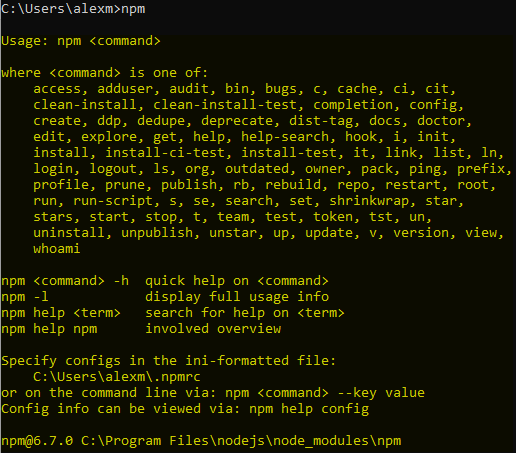 C:\Users\alexm>npm
Usage: npm <command>
where <command> is one of:
access, adduser, audit, bin, bugs, c, cache, ci, cit,
clean-install, clean-install-test, completion, config,
create, ddp, dedupe, deprecate, dist-tag, docs, doctor,
edit, explore, get, help, help-search, hook, i, init,
install, install-ci-test, install-test, it, link, list, ln,
login, logout, ls, org, outdated, owner, pack, ping, prefix,
profile, prune, publish, rb, rebuild, repo, restart, root,
run, run-script, s, se, search, set, shrinkwrap, star,
stars, start, stop, t, team, test, token, tst, un,
uninstall, unpublish, unstar, up, update, v, version, view,
whoami
npm <command> -h  quick help on <command>
npm -l            display full usage info
npm help <term>   search for help on <term>
npm help npm      involved overview
Specify configs in the ini-formatted file:
C:\Users\alexm\.npmrc
or on the command line via: npm <command> --key value
Config info can be viewed via: npm help config
npm@6.7.0 C:\Program Files\nodejs\node_modules\npm